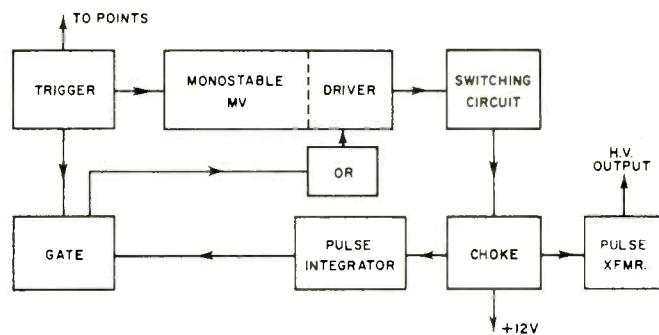 TO POINTS
TRIGGER
MONOSTABLE
MV
DRIVER
SWITCHING
CIRCUIT
OR
H.V.
OUTPUT
GATE
PULSE
INTEGRATOR
CHOKE
PULSE
XFMR.
+12V